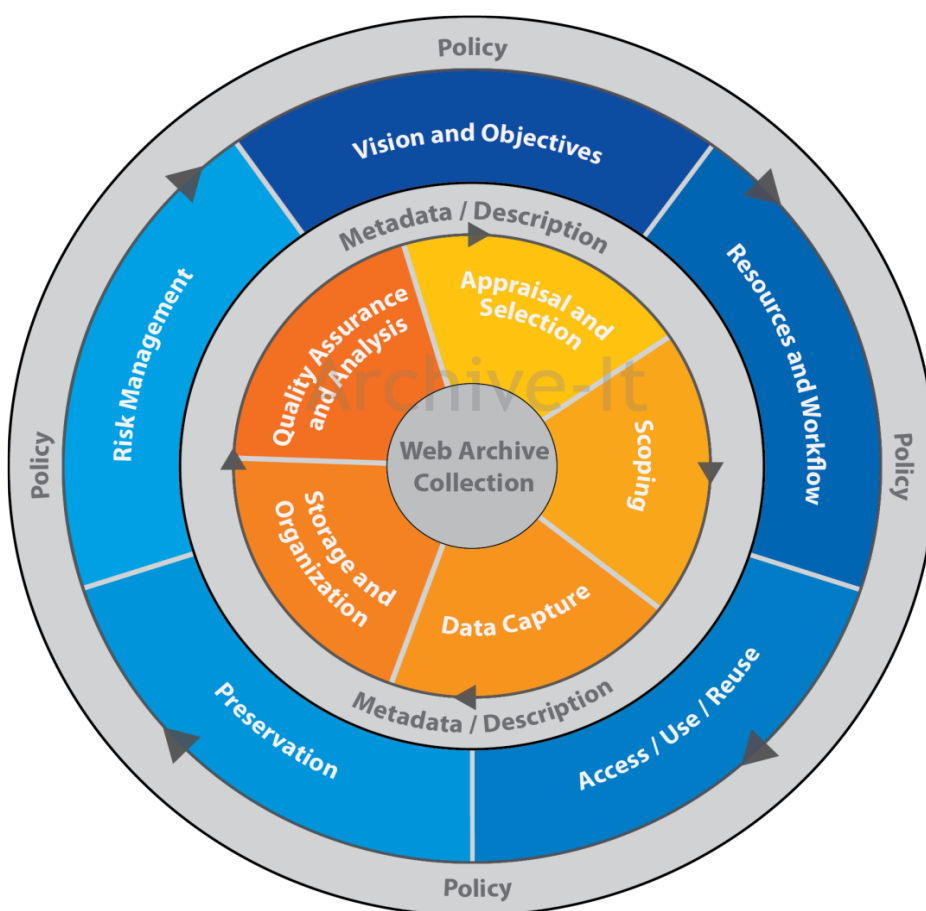 Policy
Vision and Objectives
Resources and Workflow
Policy
Access / Use / Reuse
Policy
Preservation
Risk Management
Policy
Metadata / Description
Appraisal and
Selection
Scoping
Data Capture
Storage and
Organization
Quality Assurance
and Analysis
Metadata / Description
Archive-It
Web Archive
Collection